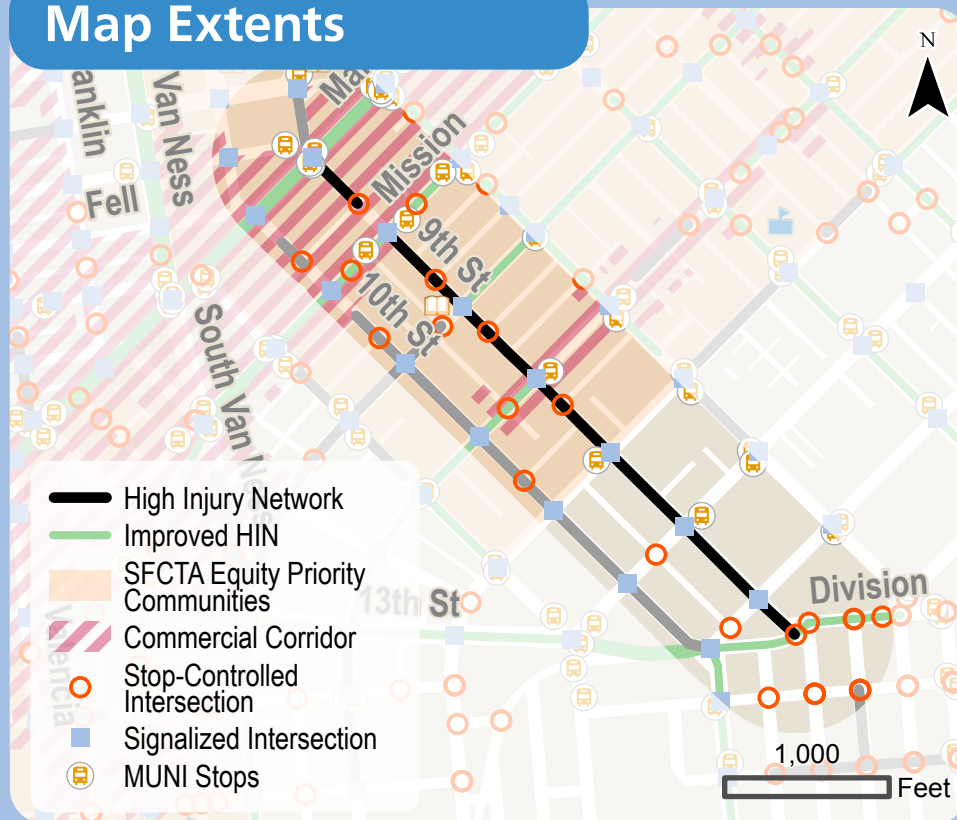 Map Extents
N
Van Ness
Mission
Fell
9th St
10th St
South Van Ness
High Injury Network
Improved HIN
SFCTA Equity Priority
Communities
13th St
Division
Commercial Corridor
Valencia
Stop-Controlled
Intersection
Signalized Intersection
MUNI Stops
1,000
Feet